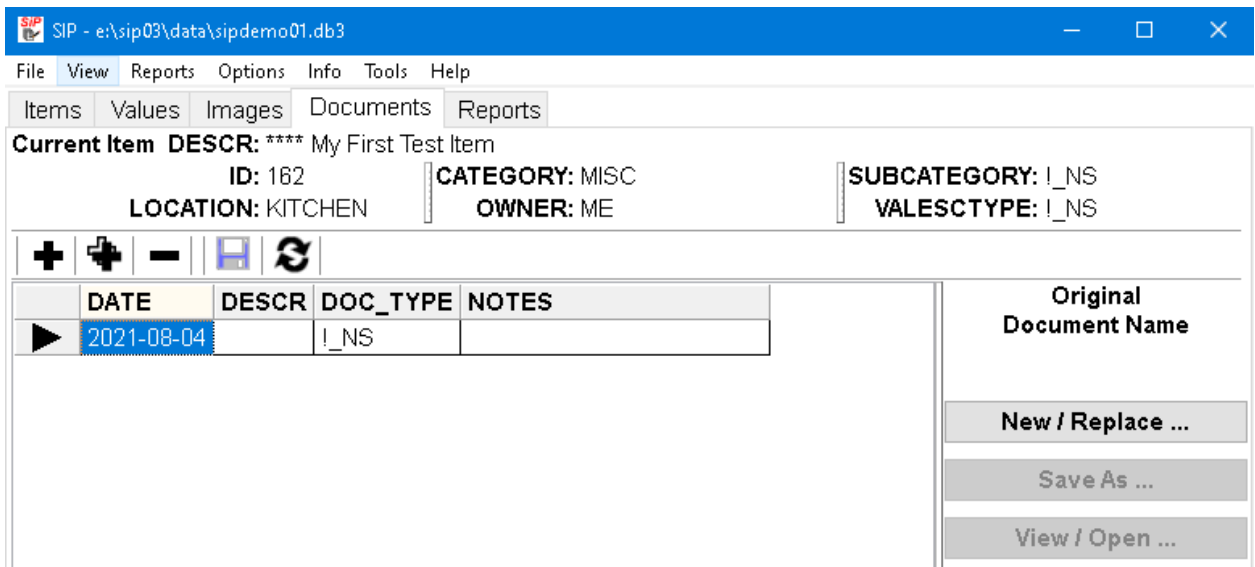 SIP SIP - e:\sip03\data\sipdemo01.db3
File View Reports Options Info Tools Help
Items Values Images Documents Reports
Current Item DESCR: **** My First Test Item
ID: 162 CATEGORY: MISC SUBCATEGORY: !_NS
LOCATION: KITCHEN OWNER: ME VALESCTYPE: !_NS
DATE DESCR DOC_TYPE NOTES
2021-08-04 !_NS
Original
Document Name
New / Replace ...
Save As ...
View / Open ...